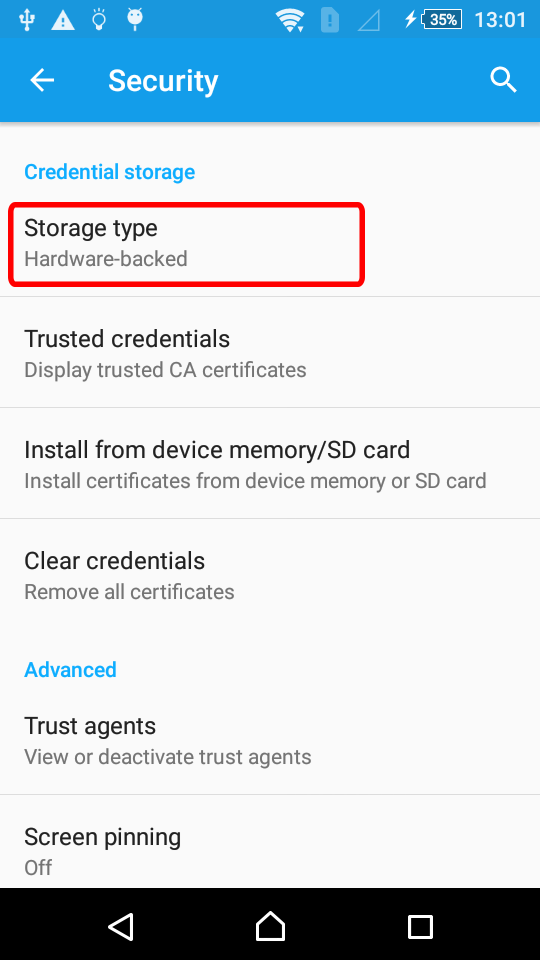 35% 13:01
Security
Credential storage
Storage type
Hardware-backed
Trusted credentials
Display trusted CA certificates
Install from device memory/SD card
Install certificates from device memory or SD card
Clear credentials
Remove all certificates
Advanced
Trust agents
View or deactivate trust agents
Screen pinning
Off